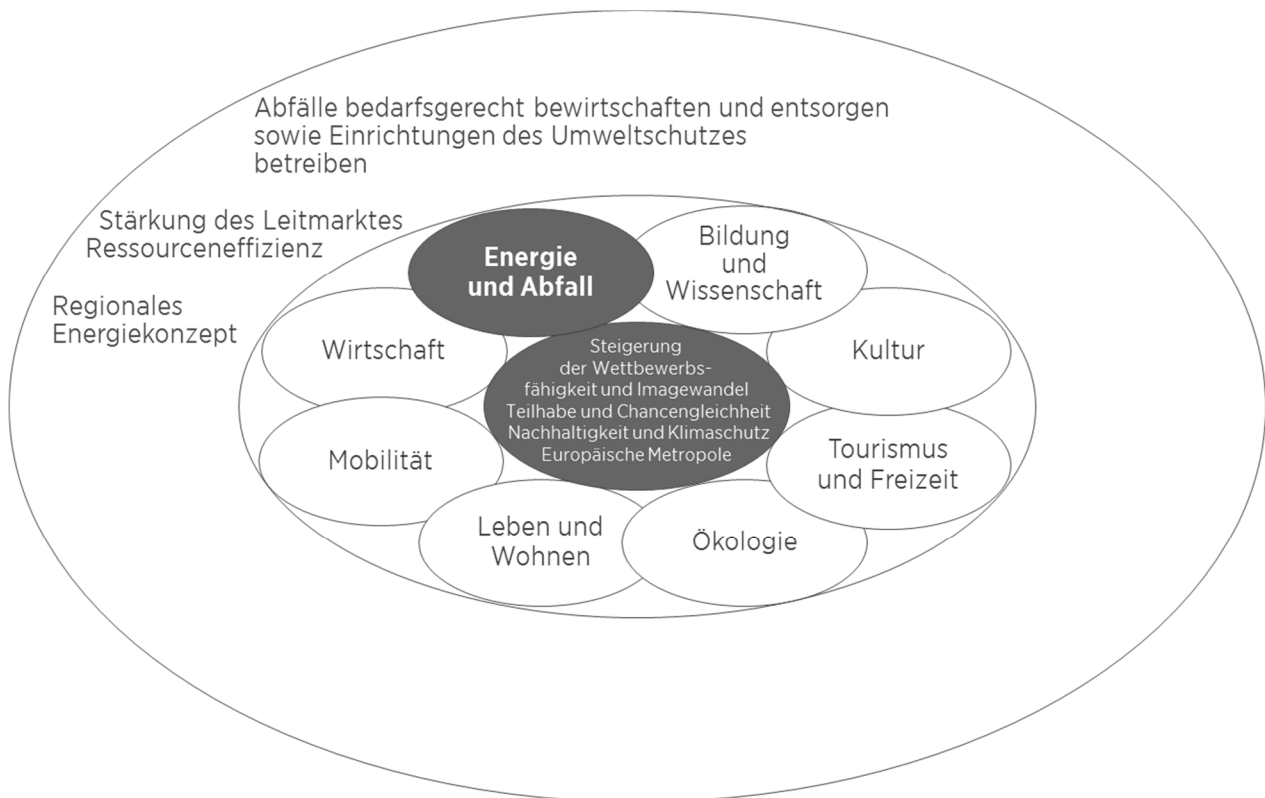 Abfälle bedarfsgerecht bewirtschaften und entsorgen
sowie Einrichtungen des Umweltschutzes
betreiben
Stärkung des Leitmarktes
Ressourceneffizienz
Regionales
Energiekonzept
Energie
und Abfall
Bildung
und
Wissenschaft
Wirtschaft
Kultur
Steigerung
der Wettbewerbs-
fähigkeit und Imagewandel
Teilhabe und Chancengleichheit
Nachhaltigkeit und Klimaschutz
Europäische Metropole
Mobilität
Tourismus
und Freizeit
Leben und
Wohnen
Ökologie